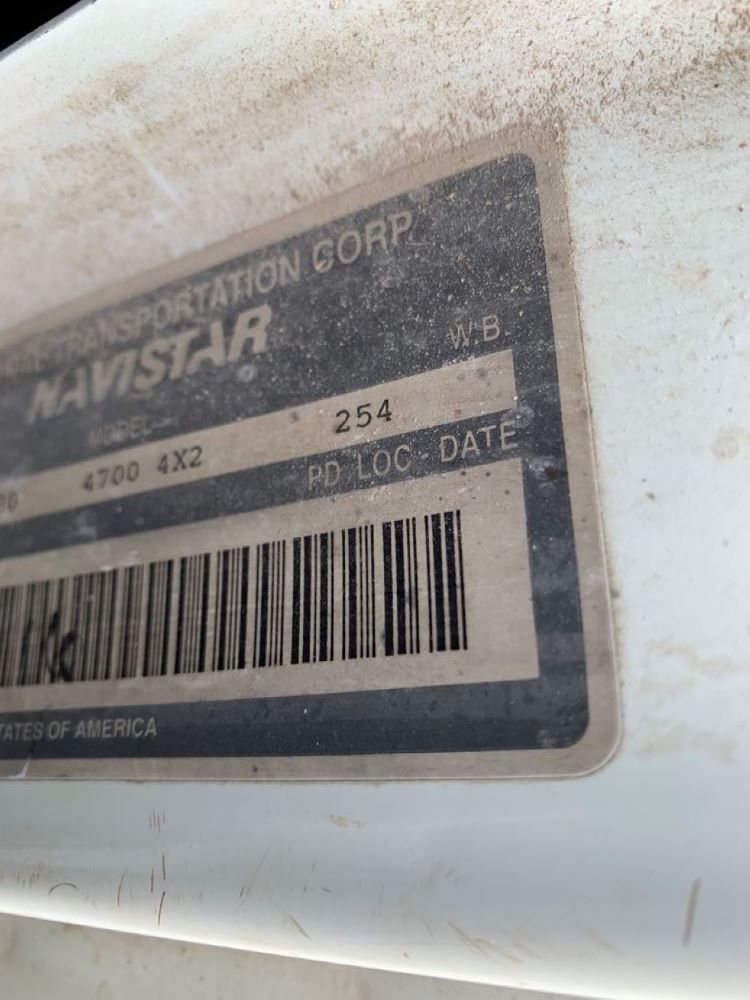 TRANSPORTATION CORP
NAVISTAR
MODEL W.B.
4700 4X2 254
PD LOC - DATE
STATES OF AMERICA